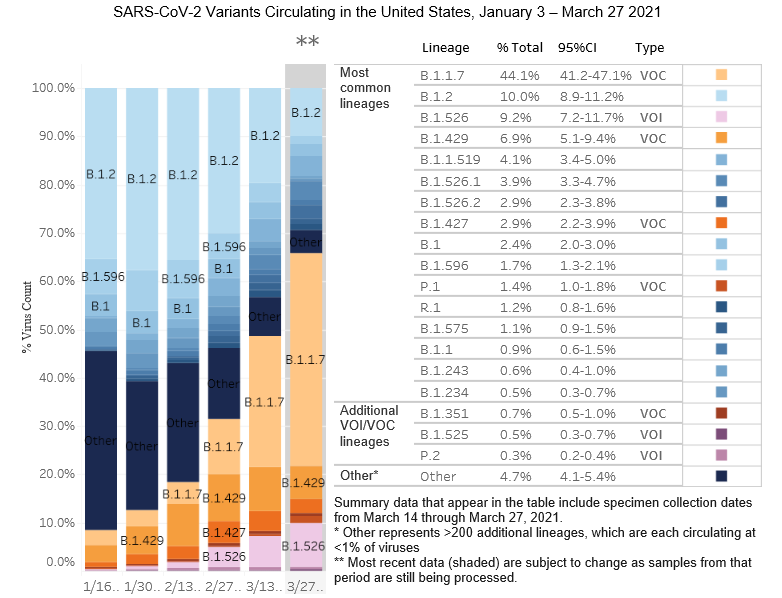 SARS-CoV-2 Variants Circulating in the United States, January 3 – March 27 2021
**
% Virus Count
100.0%
90.0%
80.0%
70.0%
60.0%
50.0%
40.0%
30.0%
20.0%
10.0%
0.0%
B.1.2
B.1.596
B.1
Other
1/16..
B.1.2
B.1
Other
B.1.429
1/30..
B.1.2
B.1.596
B.1
Other
B.1.1.7
2/13..
B.1.2
B.1.596
B.1
Other
B.1.1.7
B.1.429
B.1.427
B.1.526
2/27..
B.1.2
Other
B.1.1.7
3/13..
B.1.2
Other
B.1.1.7
B.1.429
B.1.526
3/27..
Lineage % Total 95%CI Type
Most common lineages
B.1.1.7 44.1% 41.2-47.1% VOC
B.1.2 10.0% 8.9-11.2%
B.1.526 9.2% 7.2-11.7% VOI
B.1.429 6.9% 5.1-9.4% VOC
B.1.1.519 4.1% 3.4-5.0%
B.1.526.1 3.9% 3.3-4.7%
B.1.526.2 2.9% 2.3-3.8%
B.1.427 2.9% 2.2-3.9% VOC
B.1 2.4% 2.0-3.0%
B.1.596 1.7% 1.3-2.1%
P.1 1.4% 1.0-1.8% VOC
R.1 1.2% 0.8-1.6%
B.1.575 1.1% 0.9-1.5%
B.1.1 0.9% 0.6-1.5%
B.1.243 0.6% 0.4-1.0%
B.1.234 0.5% 0.3-0.7%
Additional VOI/VOC lineages
B.1.351 0.7% 0.5-1.0% VOC
B.1.525 0.5% 0.3-0.7% VOI
P.2 0.3% 0.2-0.4% VOI
Other* Other 4.7% 4.1-5.4%
Summary data that appear in the table include specimen collection dates
from March 14 through March 27, 2021.
* Other represents >200 additional lineages, which are each circulating at
<1% of viruses
** Most recent data (shaded) are subject to change as samples from that
period are still being processed.